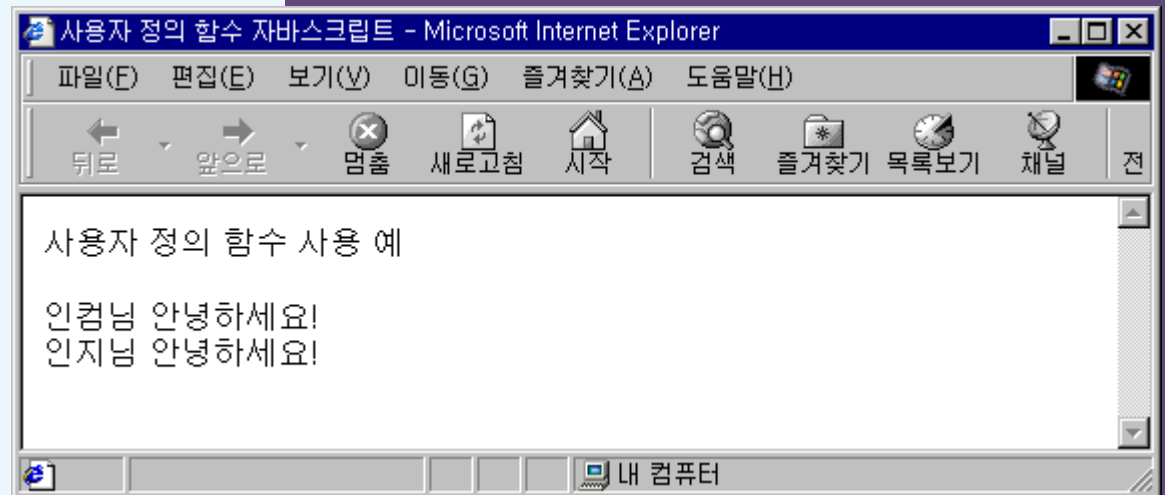 사용자 정의 함수 자바스크립트 - Microsoft Internet Explorer
파일(F) 편집(E) 보기(V) 이동(G) 즐겨찾기(A) 도움말(H)
뒤로 앞으로 멈춤 새로고침 시작 검색 즐겨찾기 목록보기 채널 전
사용자 정의 함수 사용 예
인컴님 안녕하세요!
인지님 안녕하세요!
내 컴퓨터